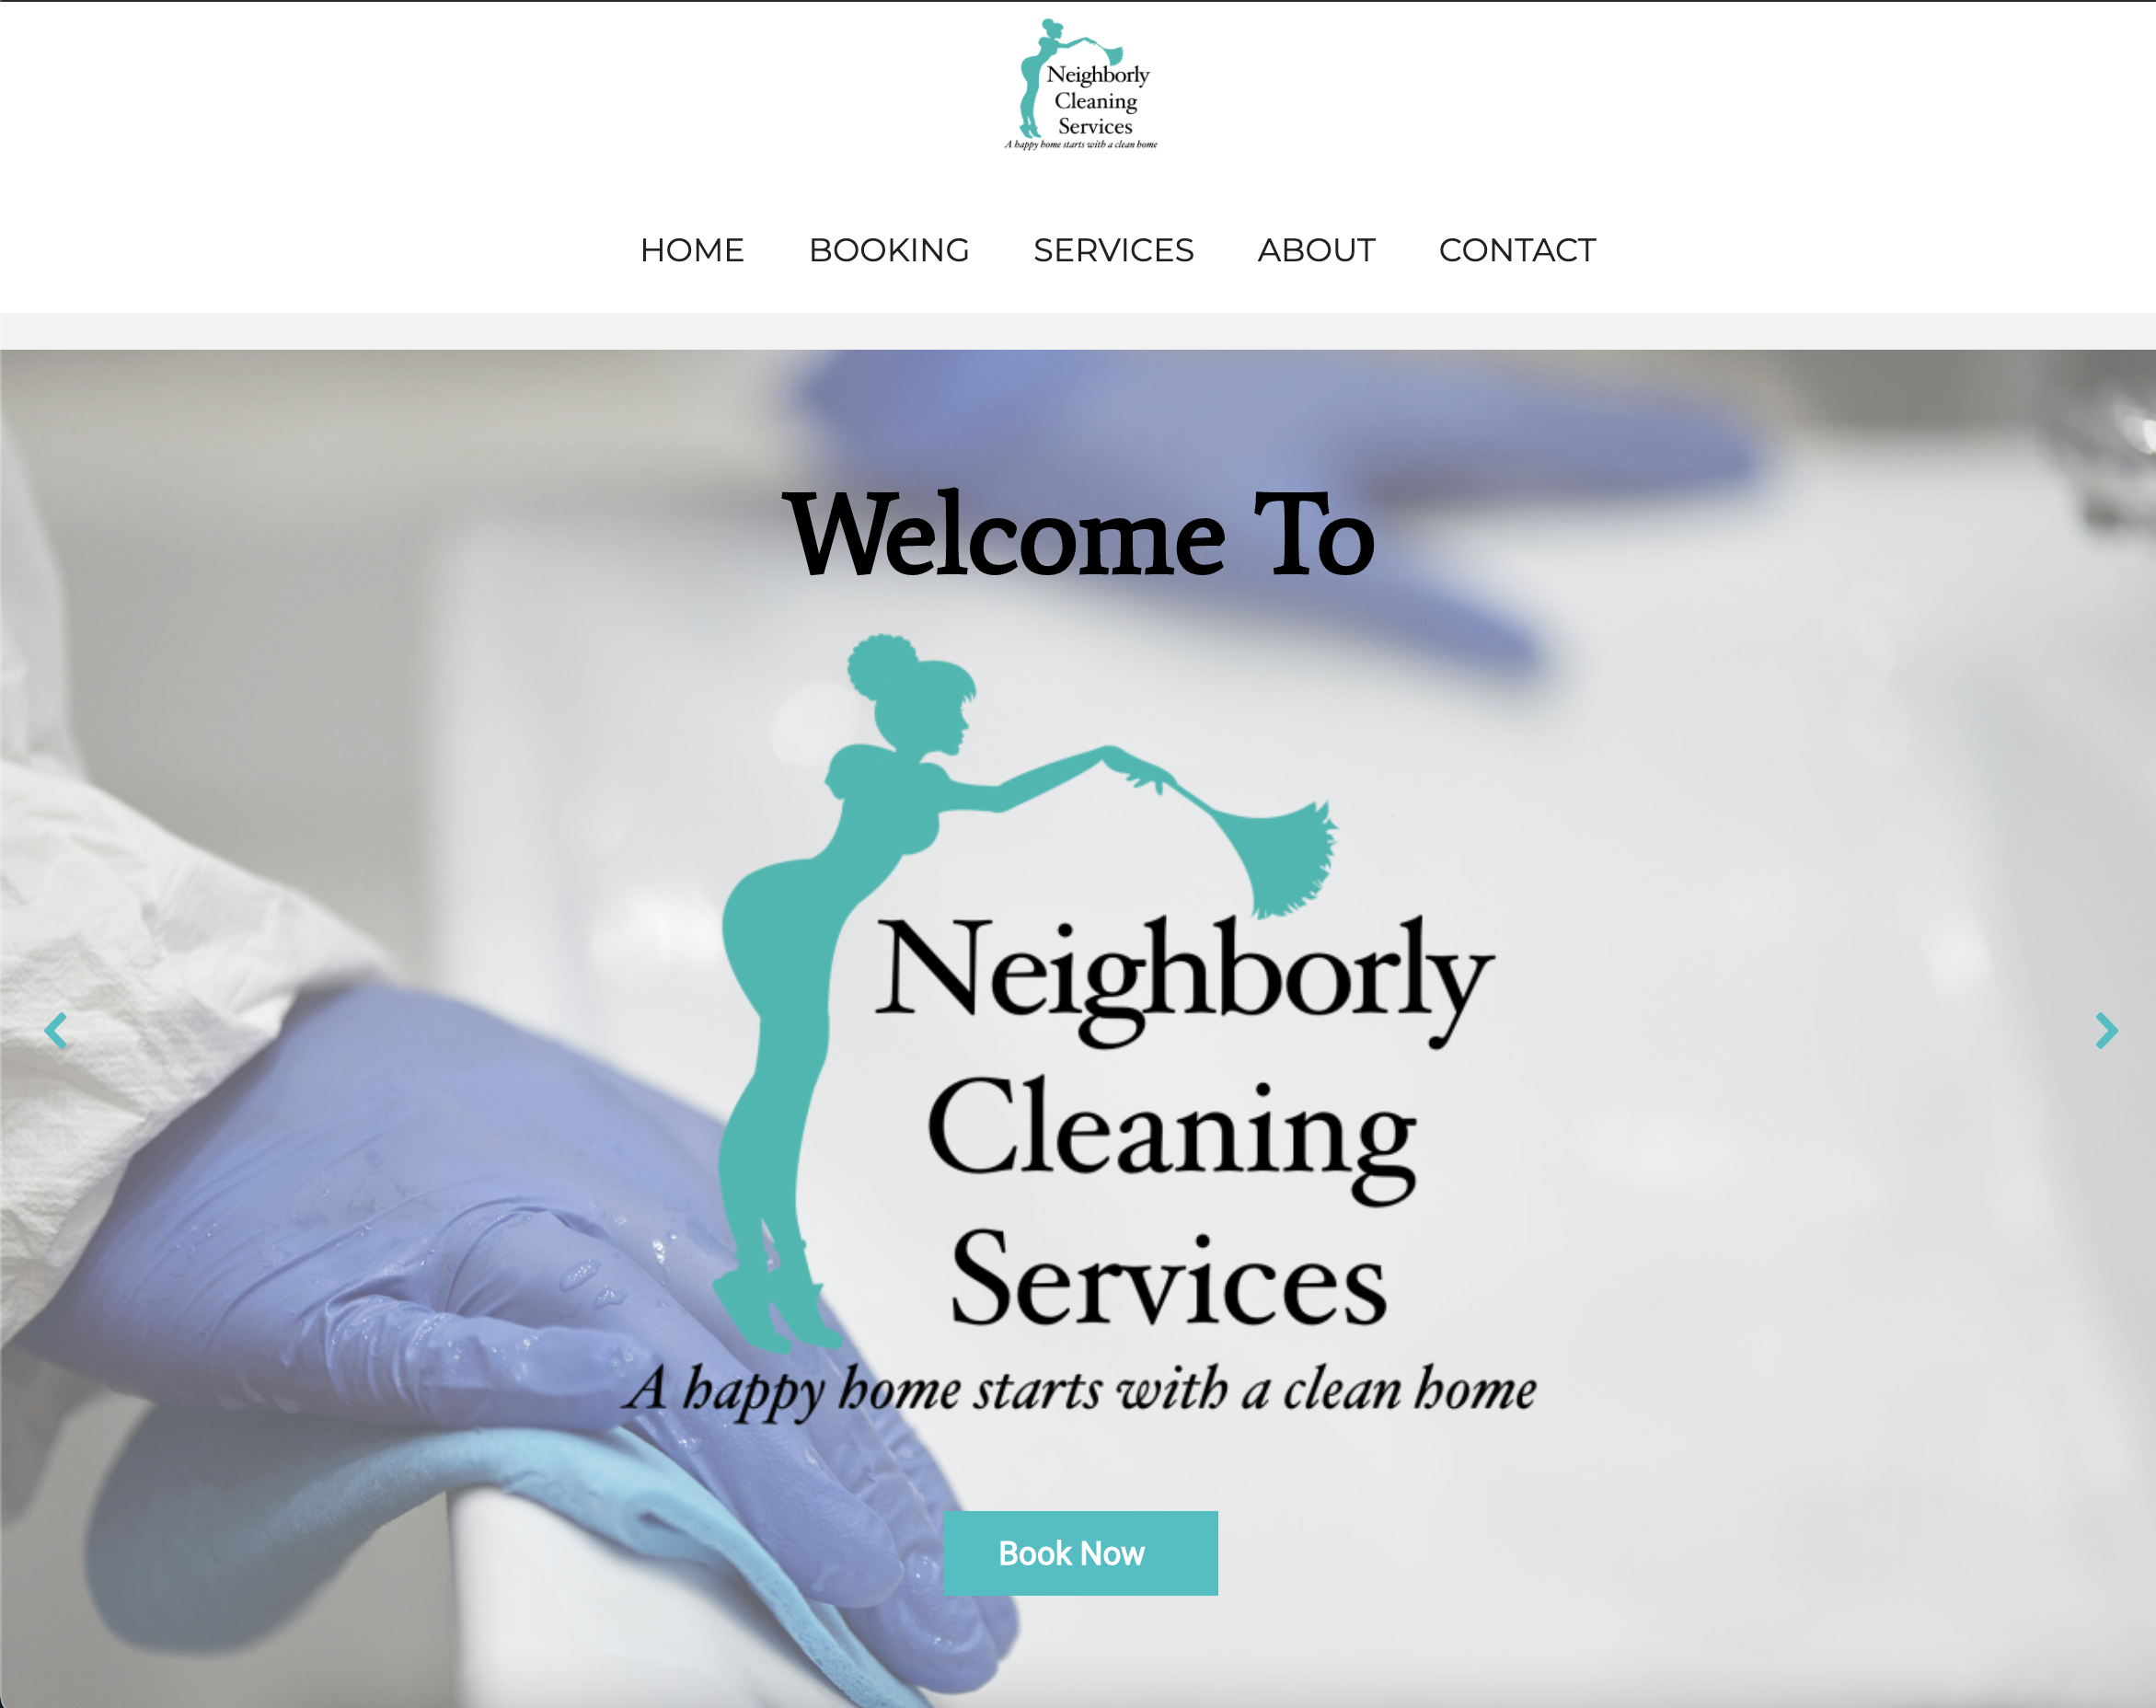 Neighborly
Cleaning
Services
A happy home starts with a clean home
HOME BOOKING SERVICES ABOUT CONTACT
Welcome To
Neighborly
Cleaning
Services
A happy home starts with a clean home
Book Now